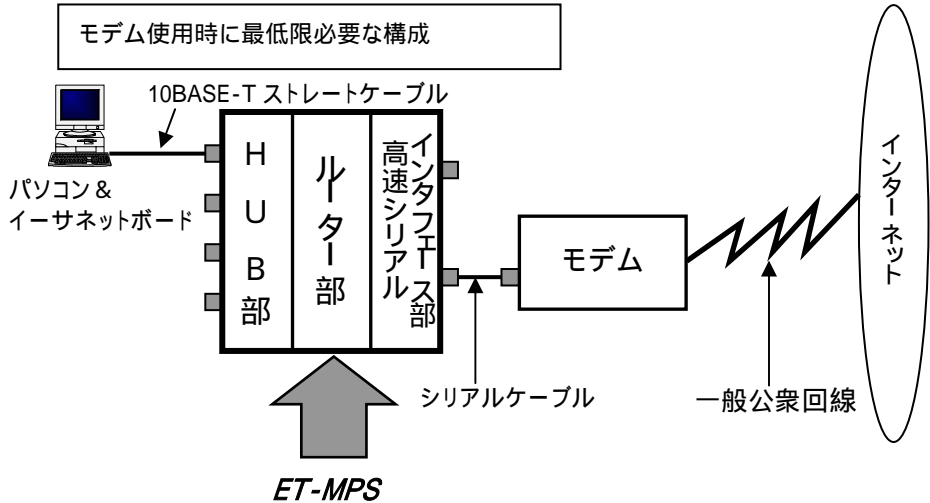 モデム使用時に最低限必要な構成
10BASE-T ストレートケーブル
パソコン &
イーサネットボード
HUB部
ルーター部
高速シリアル
インタフェース部
モデム
インターネット
シリアルケーブル
一般公衆回線
ET-MPS